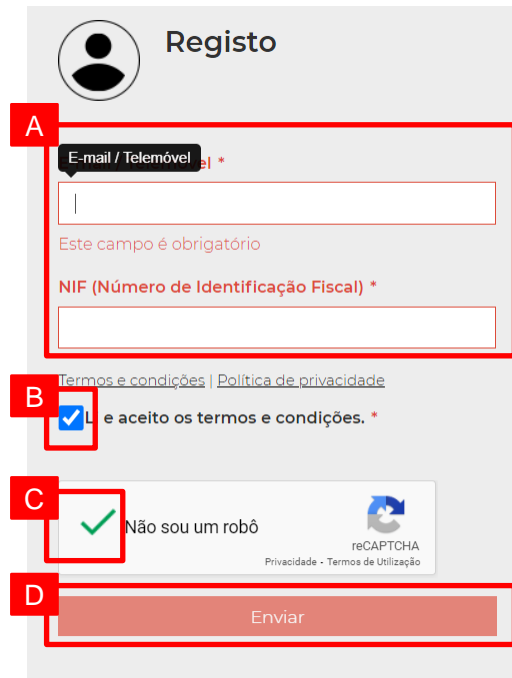 Registo
A
E-mail / Telemóvel
el *
Este campo é obrigatório
NIF (Número de Identificação Fiscal) *
Termos e condições | Política de privacidade
B
e aceito os termos e condições. *
C
Não sou um robô
reCAPTCHA
Privacidade - Termos de Utilização
D
Enviar